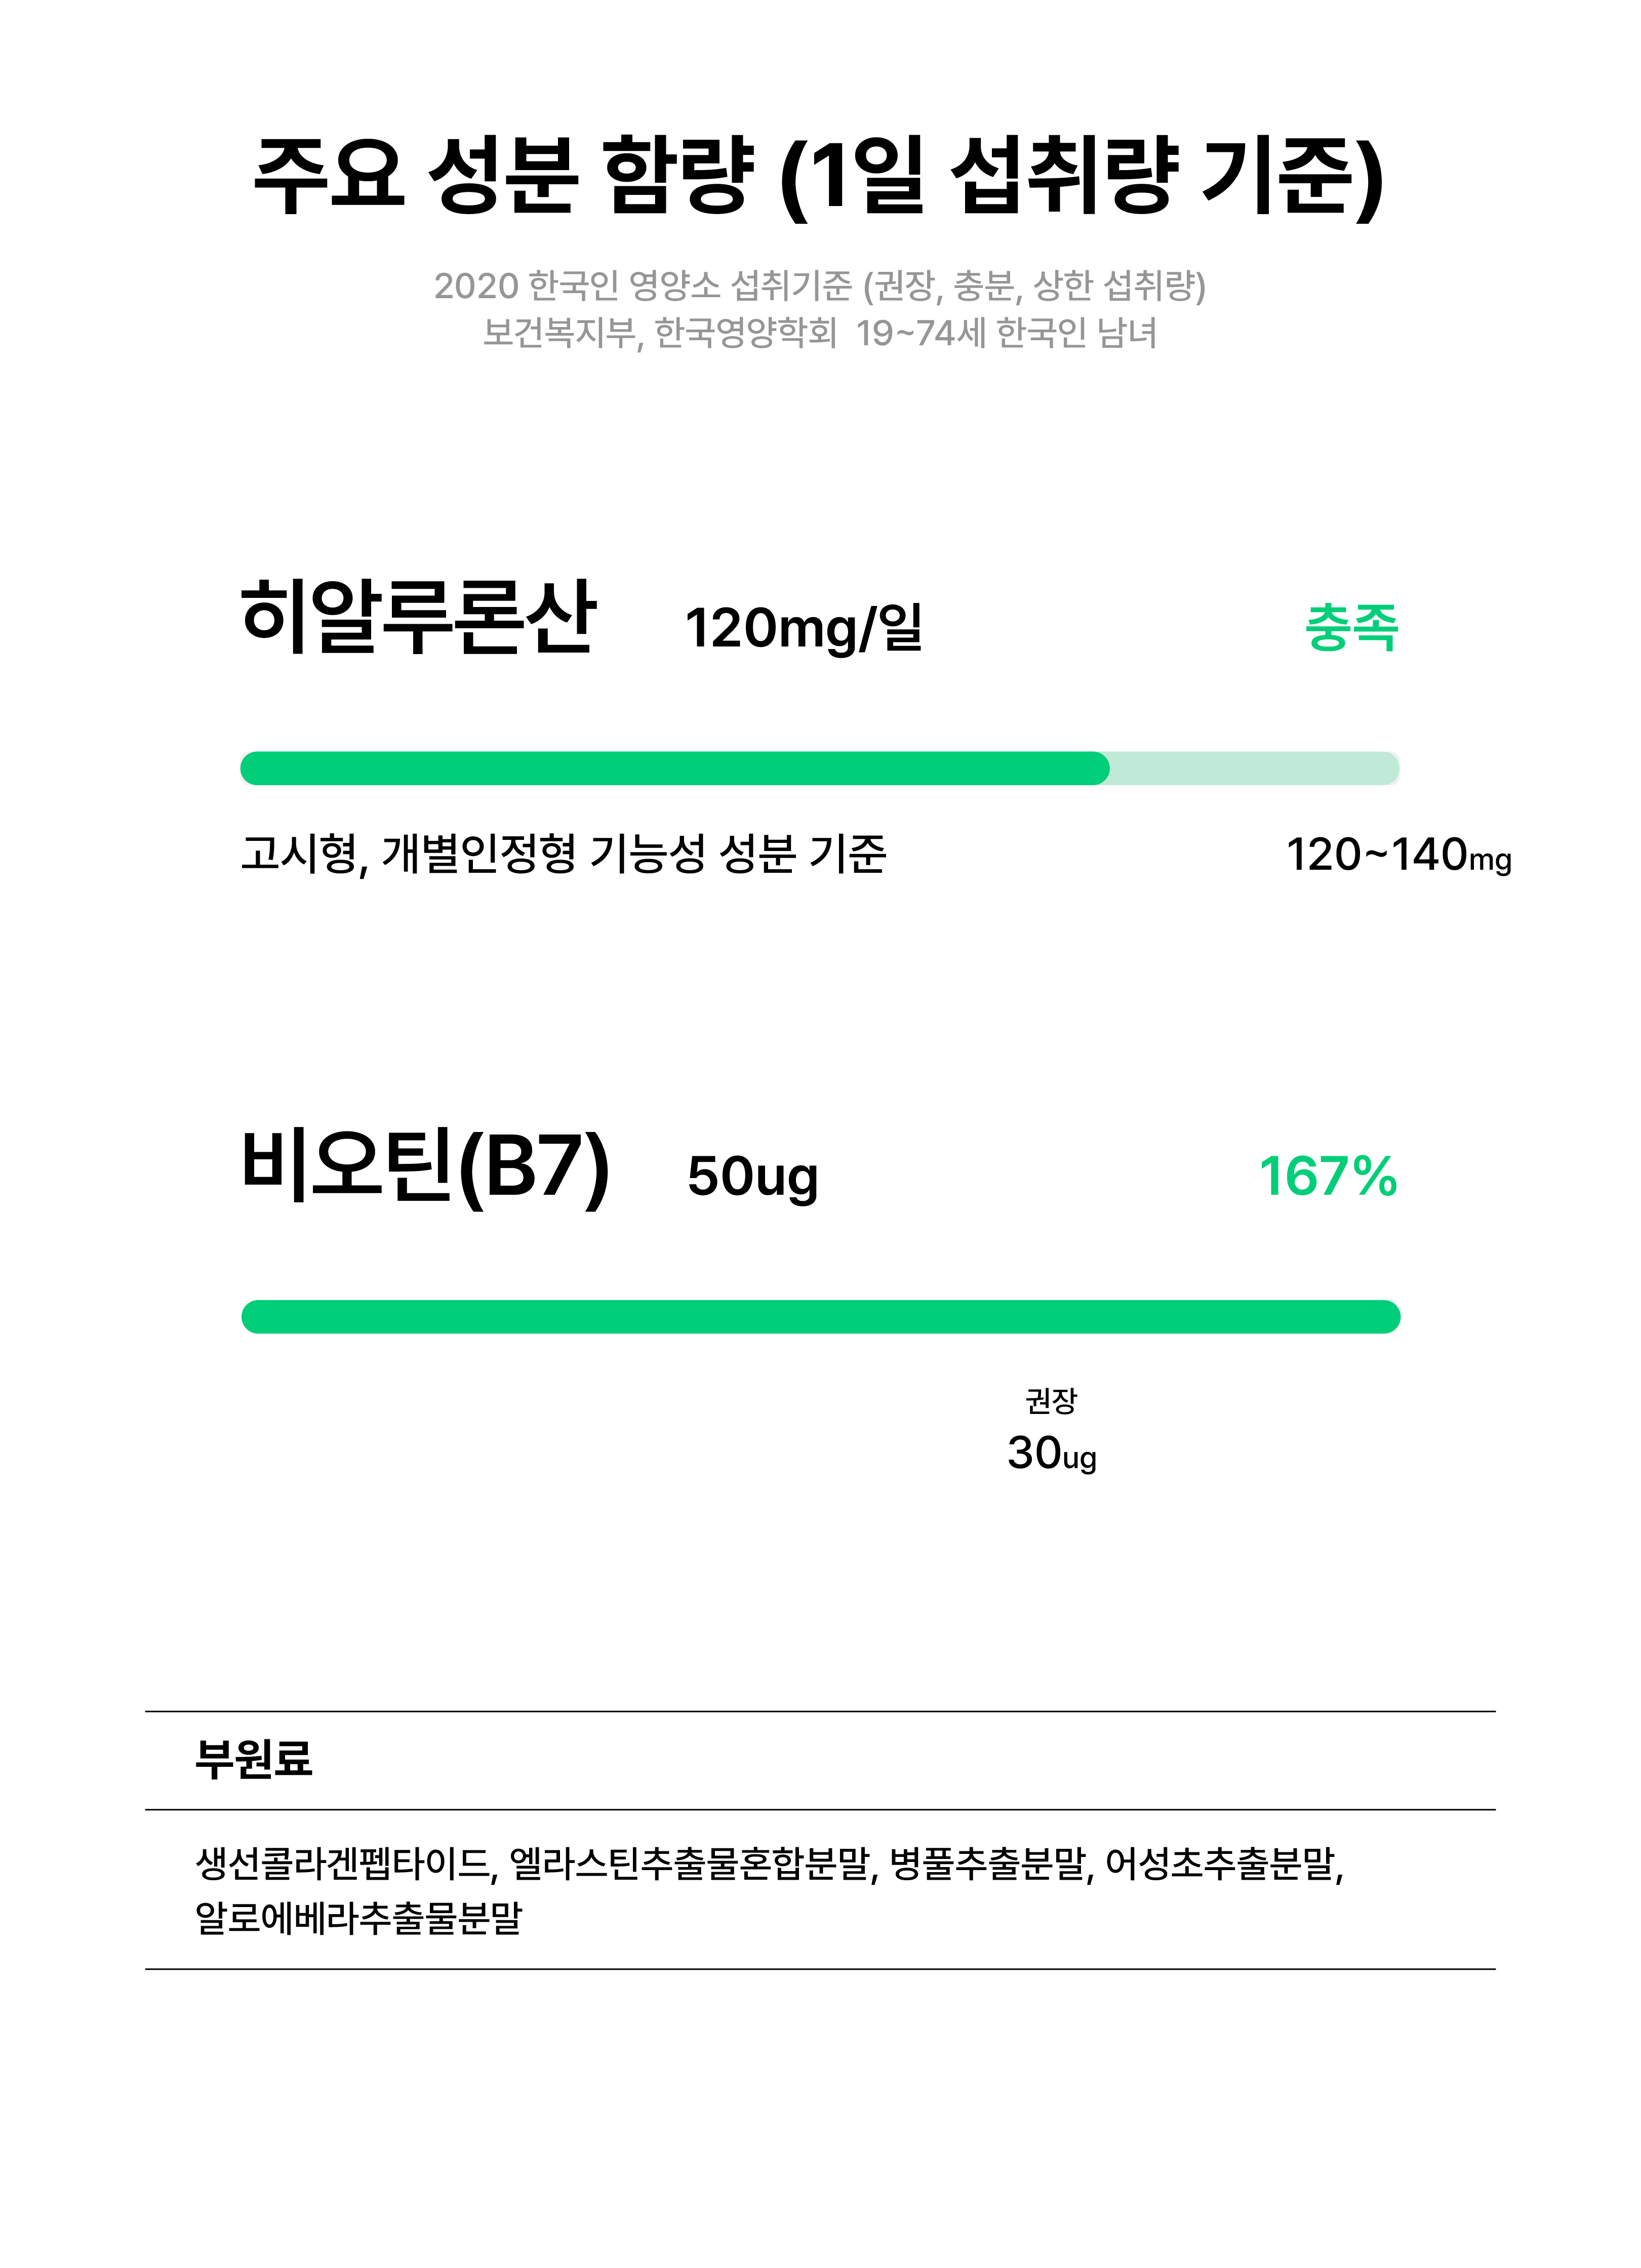 주요 성분 함량 (1일 섭취량 기준)
2020 한국인 영양소 섭취기준 (권장, 충분, 상한 섭취량)
보건복지부, 한국영양학회 19~74세 한국인 남녀
히알루론산 120mg/일 충족
고시형, 개별인정형 기능성 성분 기준 120~140mg
비오틴(B7) 50ug 167%
권장
30ug
부원료
생선콜라겐펩타이드, 엘라스틴추출물혼합분말, 병풀추출분말, 어성초추출분말,
알로에베라추출물분말